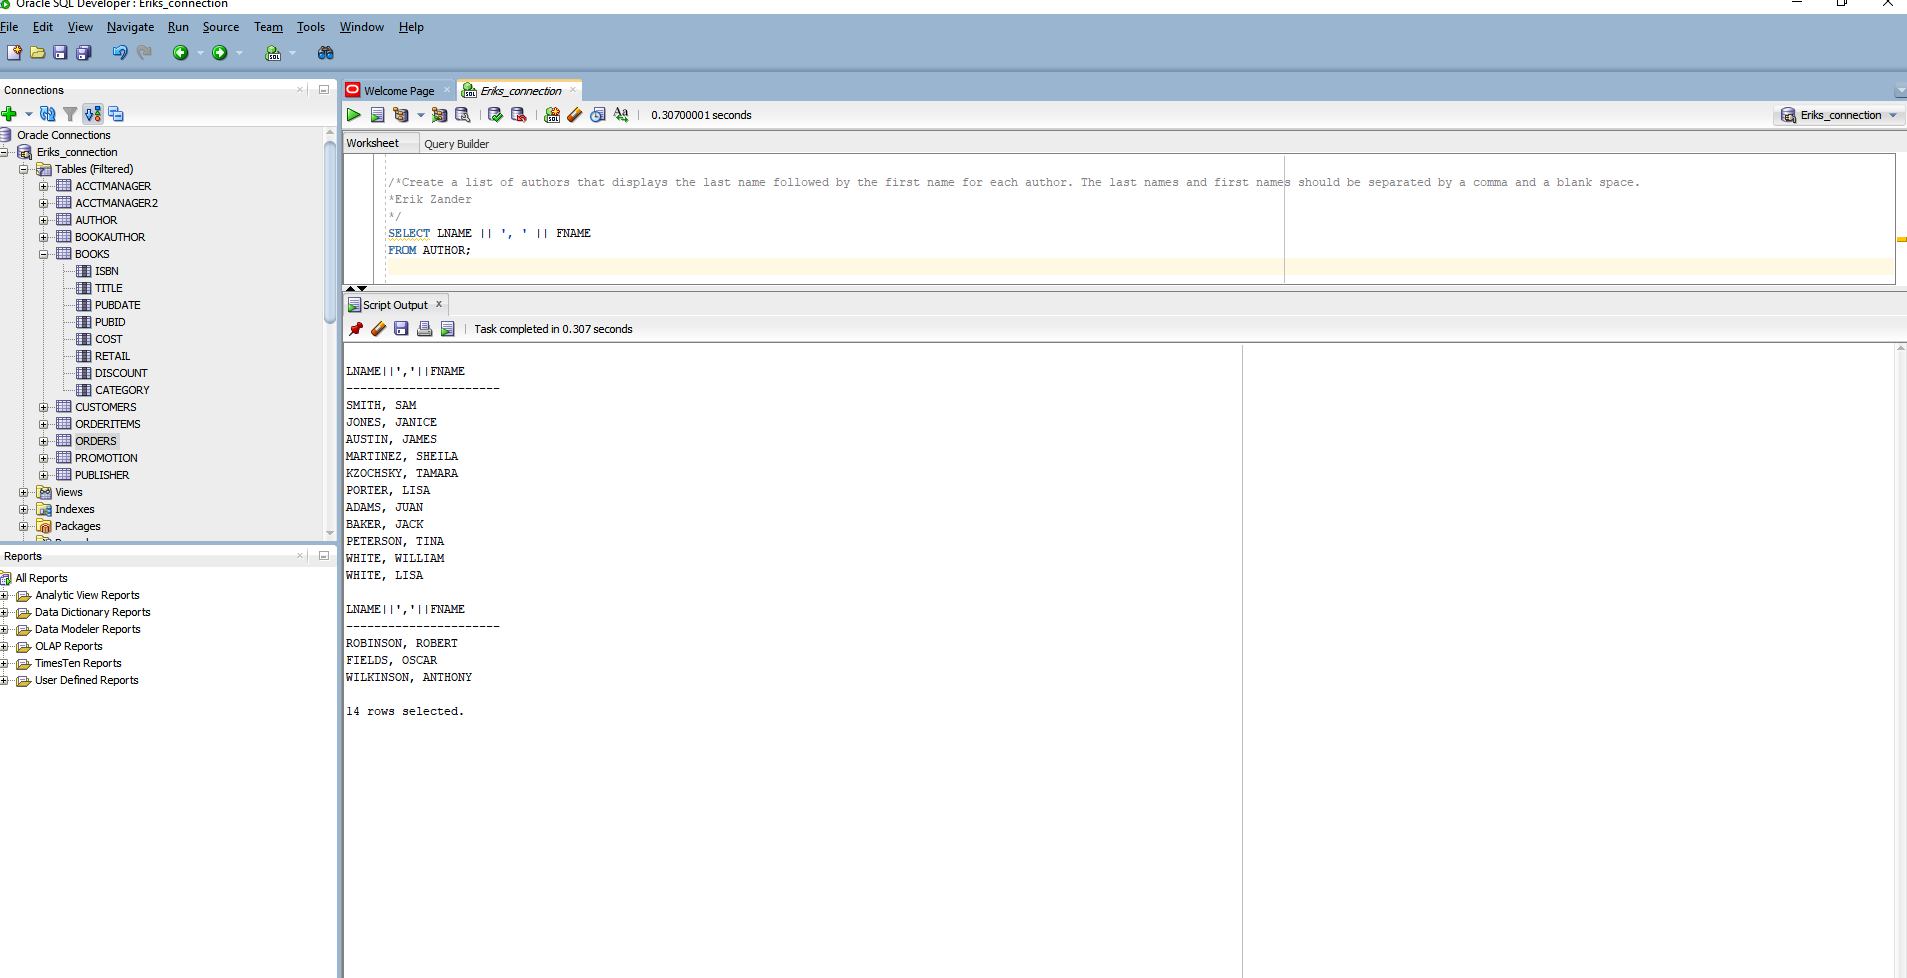 Oracle SQL Developer : Eriks_connection
File Edit View Navigate Run Source Team Tools Window Help
Connections
Oracle Connections
Eriks_connection
Tables (Filtered)
ACCTMANAGER
ACCTMANAGER2
AUTHOR
BOOKAUTHOR
BOOKS
ISBN
TITLE
PUBDATE
PUBID
COST
RETAIL
DISCOUNT
CATEGORY
CUSTOMERS
ORDERITEMS
ORDERS
PROMOTION
PUBLISHER
Views
Indexes
Packages
Reports
All Reports
Analytic View Reports
Data Dictionary Reports
Data Modeler Reports
OLAP Reports
TimesTen Reports
User Defined Reports
Welcome Page Eriks_connection
0.30700001 seconds
Eriks_connection
Worksheet Query Builder
/*Create a list of authors that displays the last name followed by the first name for each author. The last names and first names should be separated by a comma and a blank space.
*Erik Zander
*/
SELECT LNAME || ', ' || FNAME
FROM AUTHOR;
Script Output
Task completed in 0.307 seconds
LNAME||','||FNAME
----------------------
SMITH, SAM
JONES, JANICE
AUSTIN, JAMES
MARTINEZ, SHEILA
KZOCHSKY, TAMARA
PORTER, LISA
ADAMS, JUAN
BAKER, JACK
PETERSON, TINA
WHITE, WILLIAM
WHITE, LISA
LNAME||','||FNAME
----------------------
ROBINSON, ROBERT
FIELDS, OSCAR
WILKINSON, ANTHONY
14 rows selected.